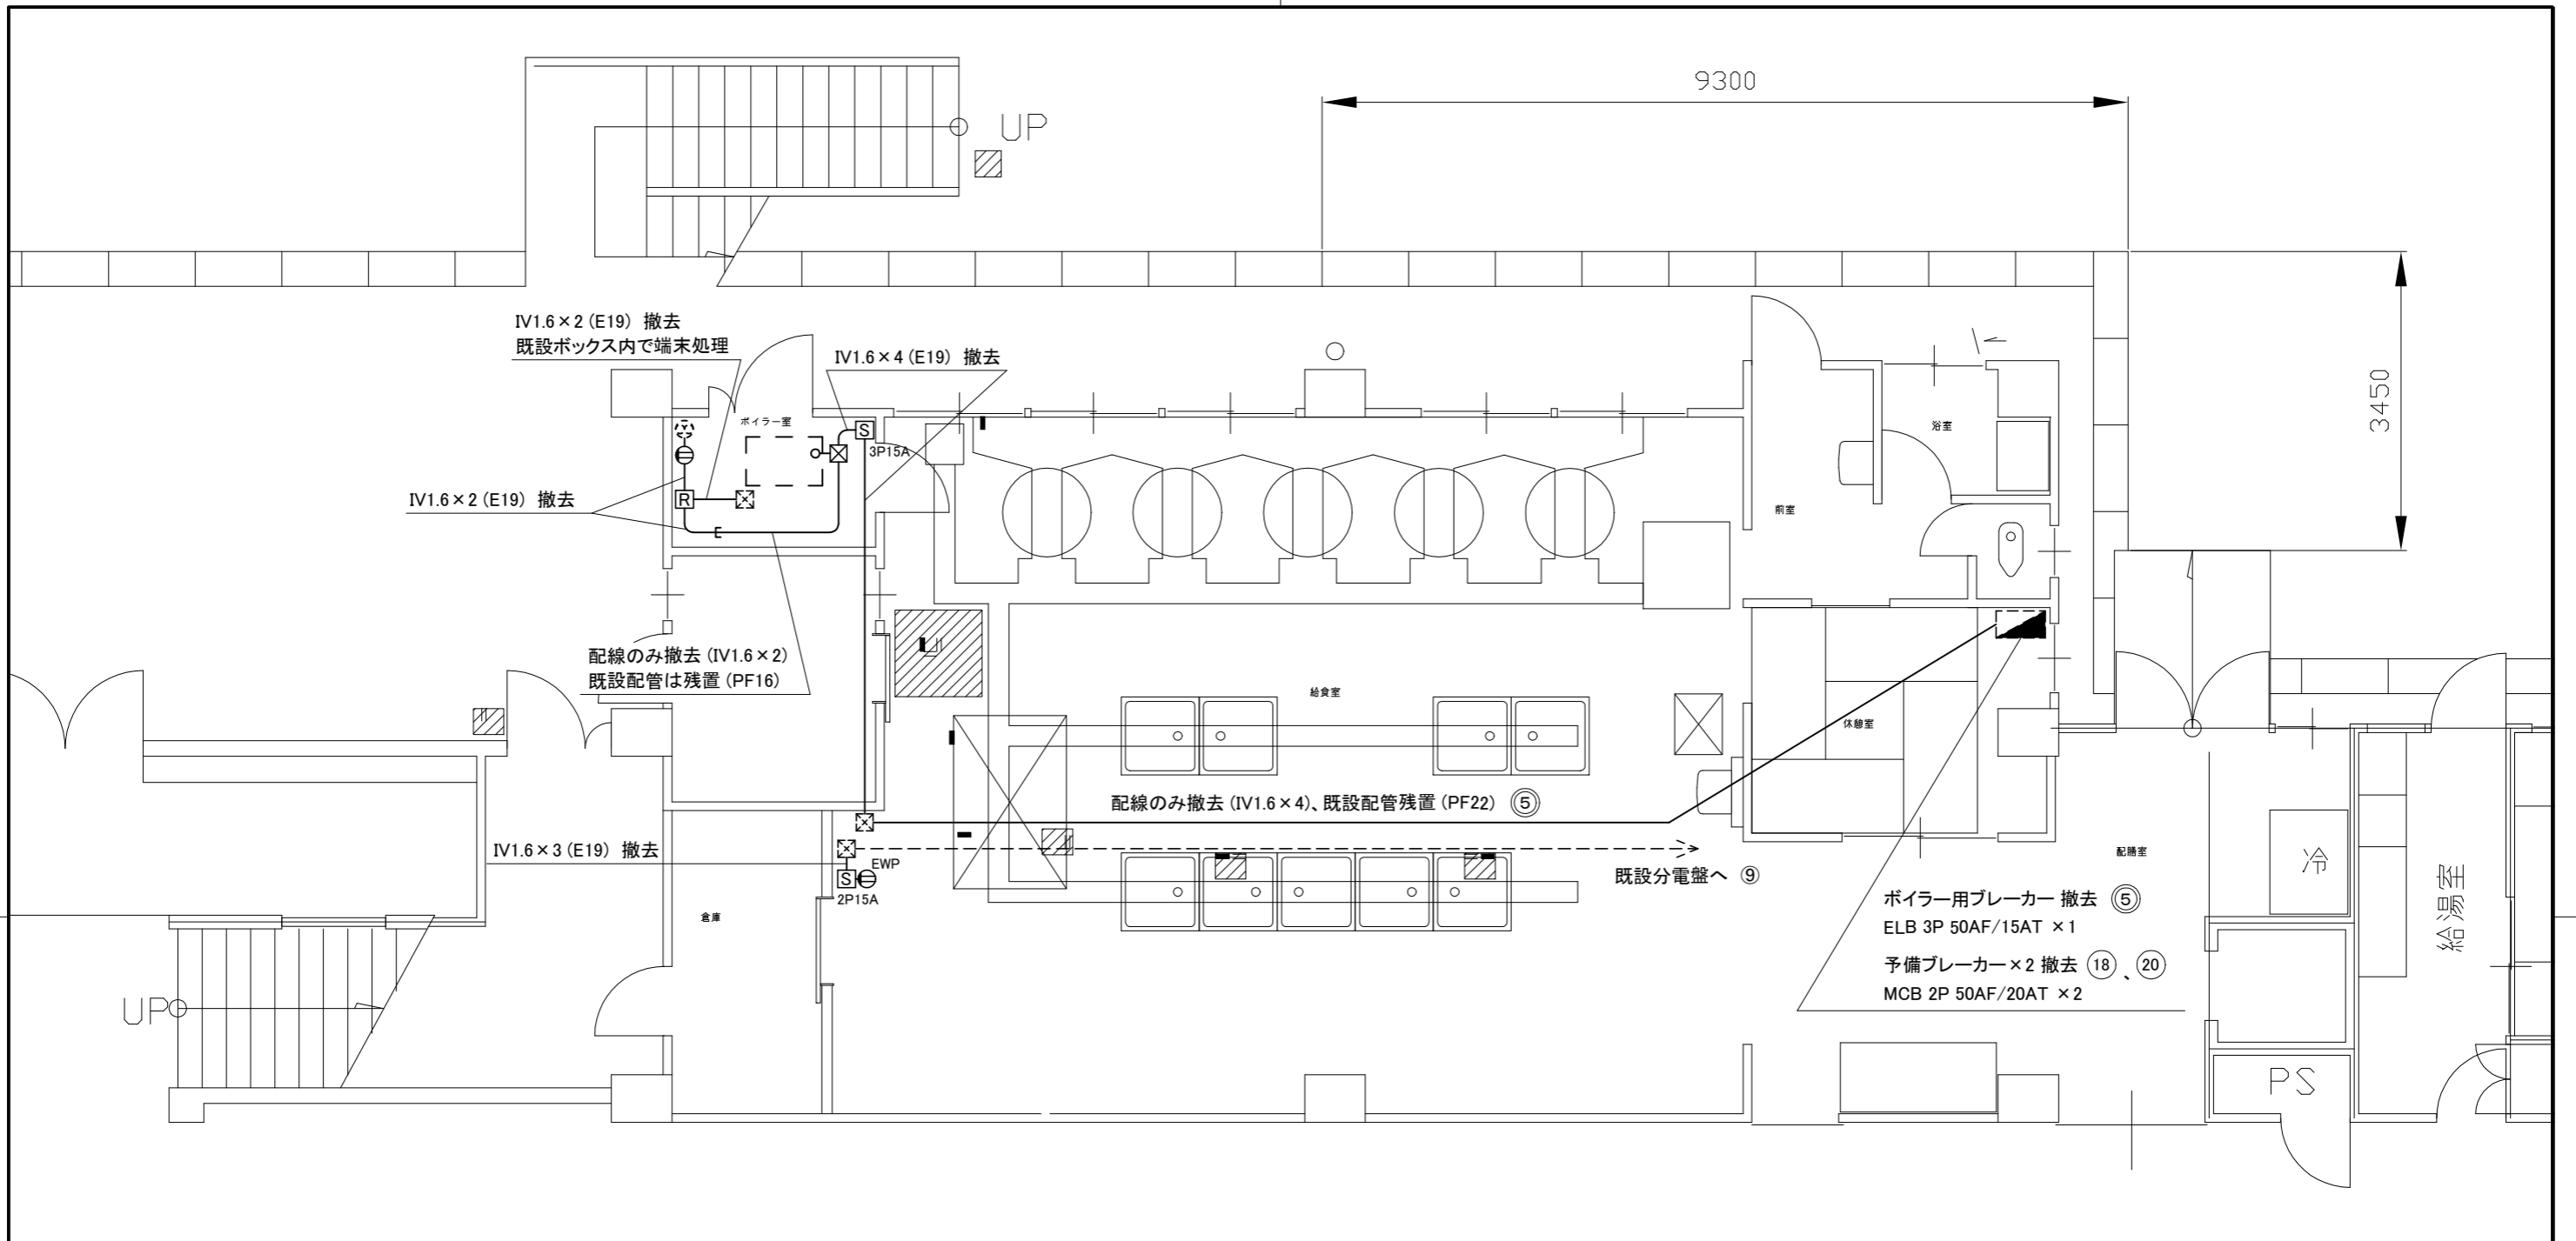 9300
UP
3450
IV1.6×2 (E19) 撤去
既設ボックス内で端末処理
IV1.6×4 (E19) 撤去
ボイラー室
S
3P15A
浴室
IV1.6×2 (E19) 撤去
R
E
前室
配線のみ撤去 (IV1.6×2)
既設配管は残置 (PF16)
給食室
休憩室
配線のみ撤去 (IV1.6×4)、既設配管残置 (PF22) ⑤
IV1.6×3 (E19) 撤去
EWP
S
2P15A
既設分電盤へ ⑨
配膳室
冷
給湯室
倉庫
ボイラー用ブレーカー 撤去 ⑤
ELB 3P 50AF/15AT ×1
予備ブレーカー×2 撤去 ⑱、⑳
MCB 2P 50AF/20AT ×2
UP
PS